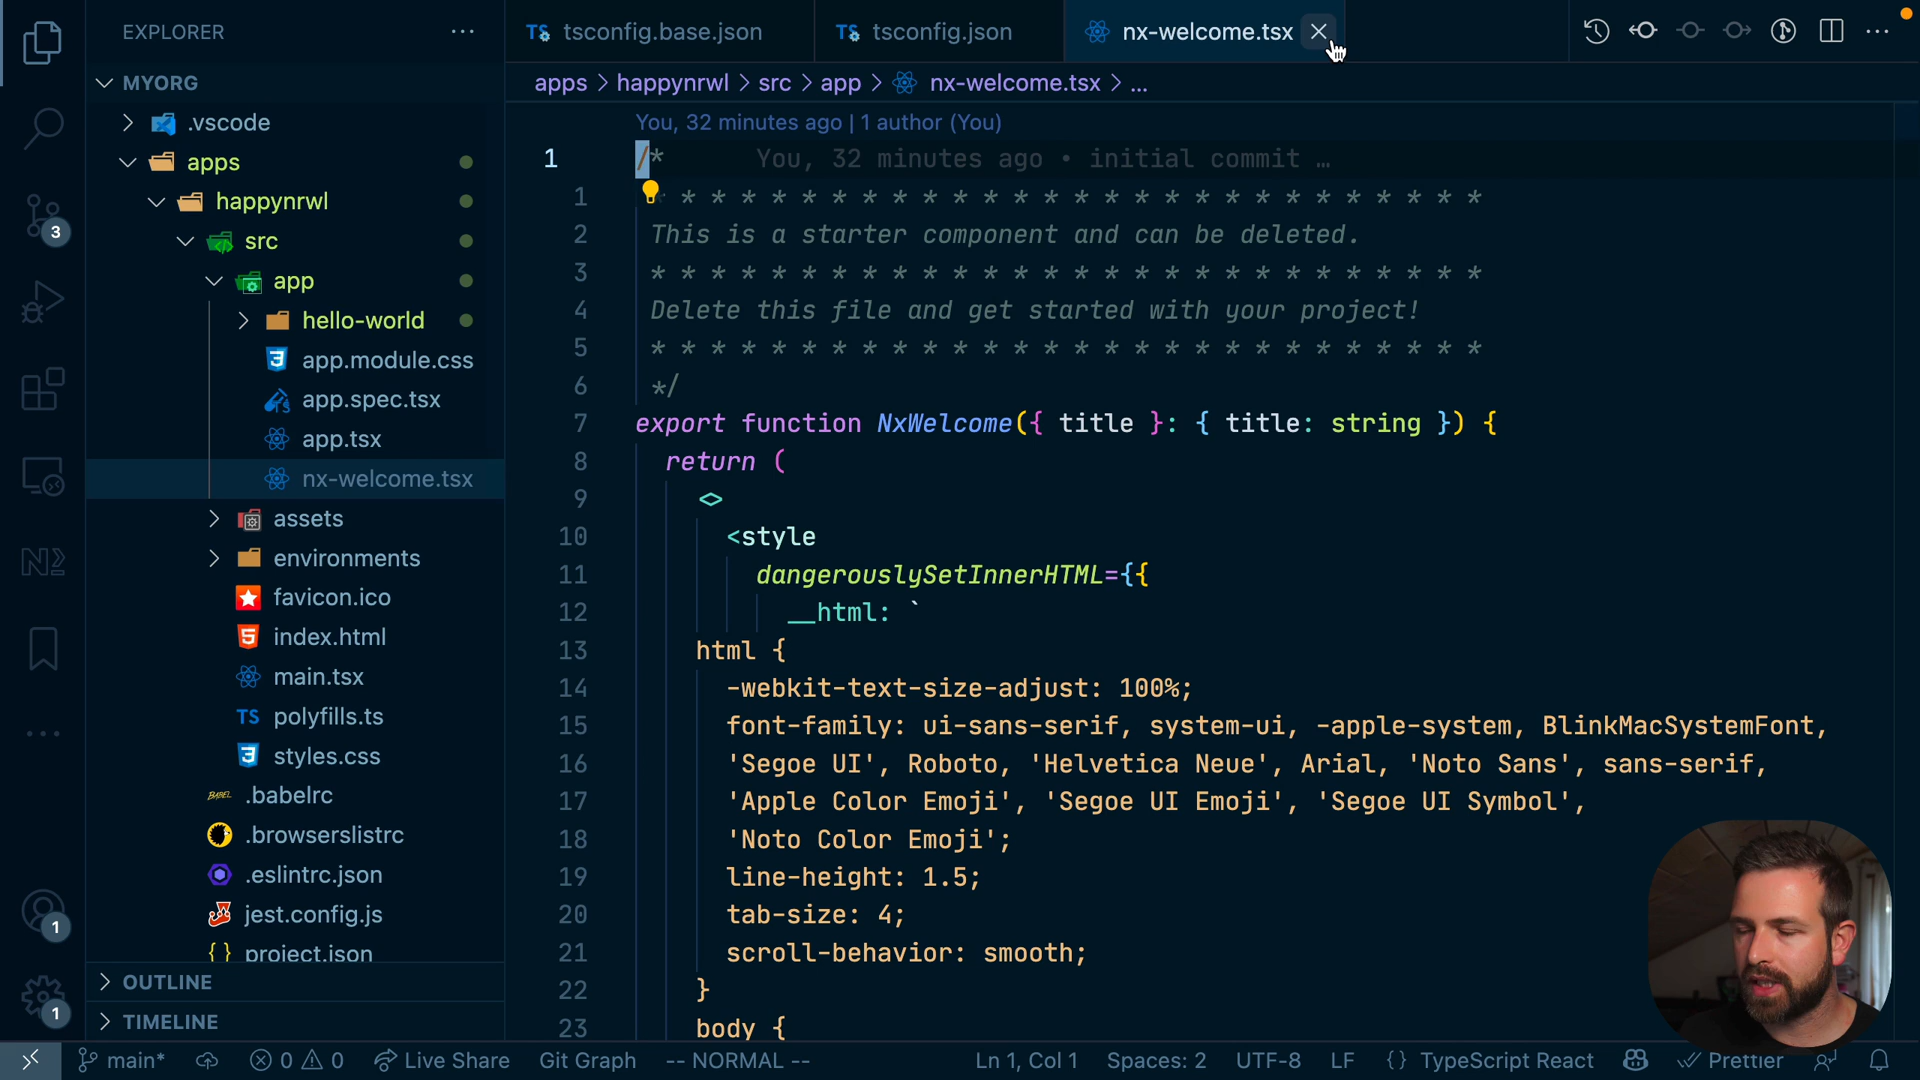 EXPLORER
tsconfig.base.json
tsconfig.json
nx-welcome.tsx
MYORG
apps > happynrwl > src > app > nx-welcome.tsx > ...
.vscode
apps
happynrwl
src
app
hello-world
app.module.css
app.spec.tsx
app.tsx
nx-welcome.tsx
assets
environments
favicon.ico
index.html
main.tsx
TS polyfills.ts
styles.css
BABEL .babelrc
.browserslistrc
.eslintrc.json
jest.config.js
{ } project.json
OUTLINE
TIMELINE
3
1
1
You, 32 minutes ago | 1 author (You)
1 /* You, 32 minutes ago • initial commit …
1 * * * * * * * * * * * * * * * * * * * * * * * * * * * *
2 This is a starter component and can be deleted.
3 * * * * * * * * * * * * * * * * * * * * * * * * * * * *
4 Delete this file and get started with your project!
5 * * * * * * * * * * * * * * * * * * * * * * * * * * * *
6 */
7 export function NxWelcome({ title }: { title: string }) {
8 return (
9 <>
10 <style
11 dangerouslySetInnerHTML={{
12 __html: `
13 html {
14 -webkit-text-size-adjust: 100%;
15 font-family: ui-sans-serif, system-ui, -apple-system, BlinkMacSystemFont,
16 'Segoe UI', Roboto, 'Helvetica Neue', Arial, 'Noto Sans', sans-serif,
17 'Apple Color Emoji', 'Segoe UI Emoji', 'Segoe UI Symbol',
18 'Noto Color Emoji';
19 line-height: 1.5;
20 tab-size: 4;
21 scroll-behavior: smooth;
22 }
23 body {
main* 0 0 Live Share Git Graph -- NORMAL -- Ln 1, Col 1 Spaces: 2 UTF-8 LF { } TypeScript React Prettier